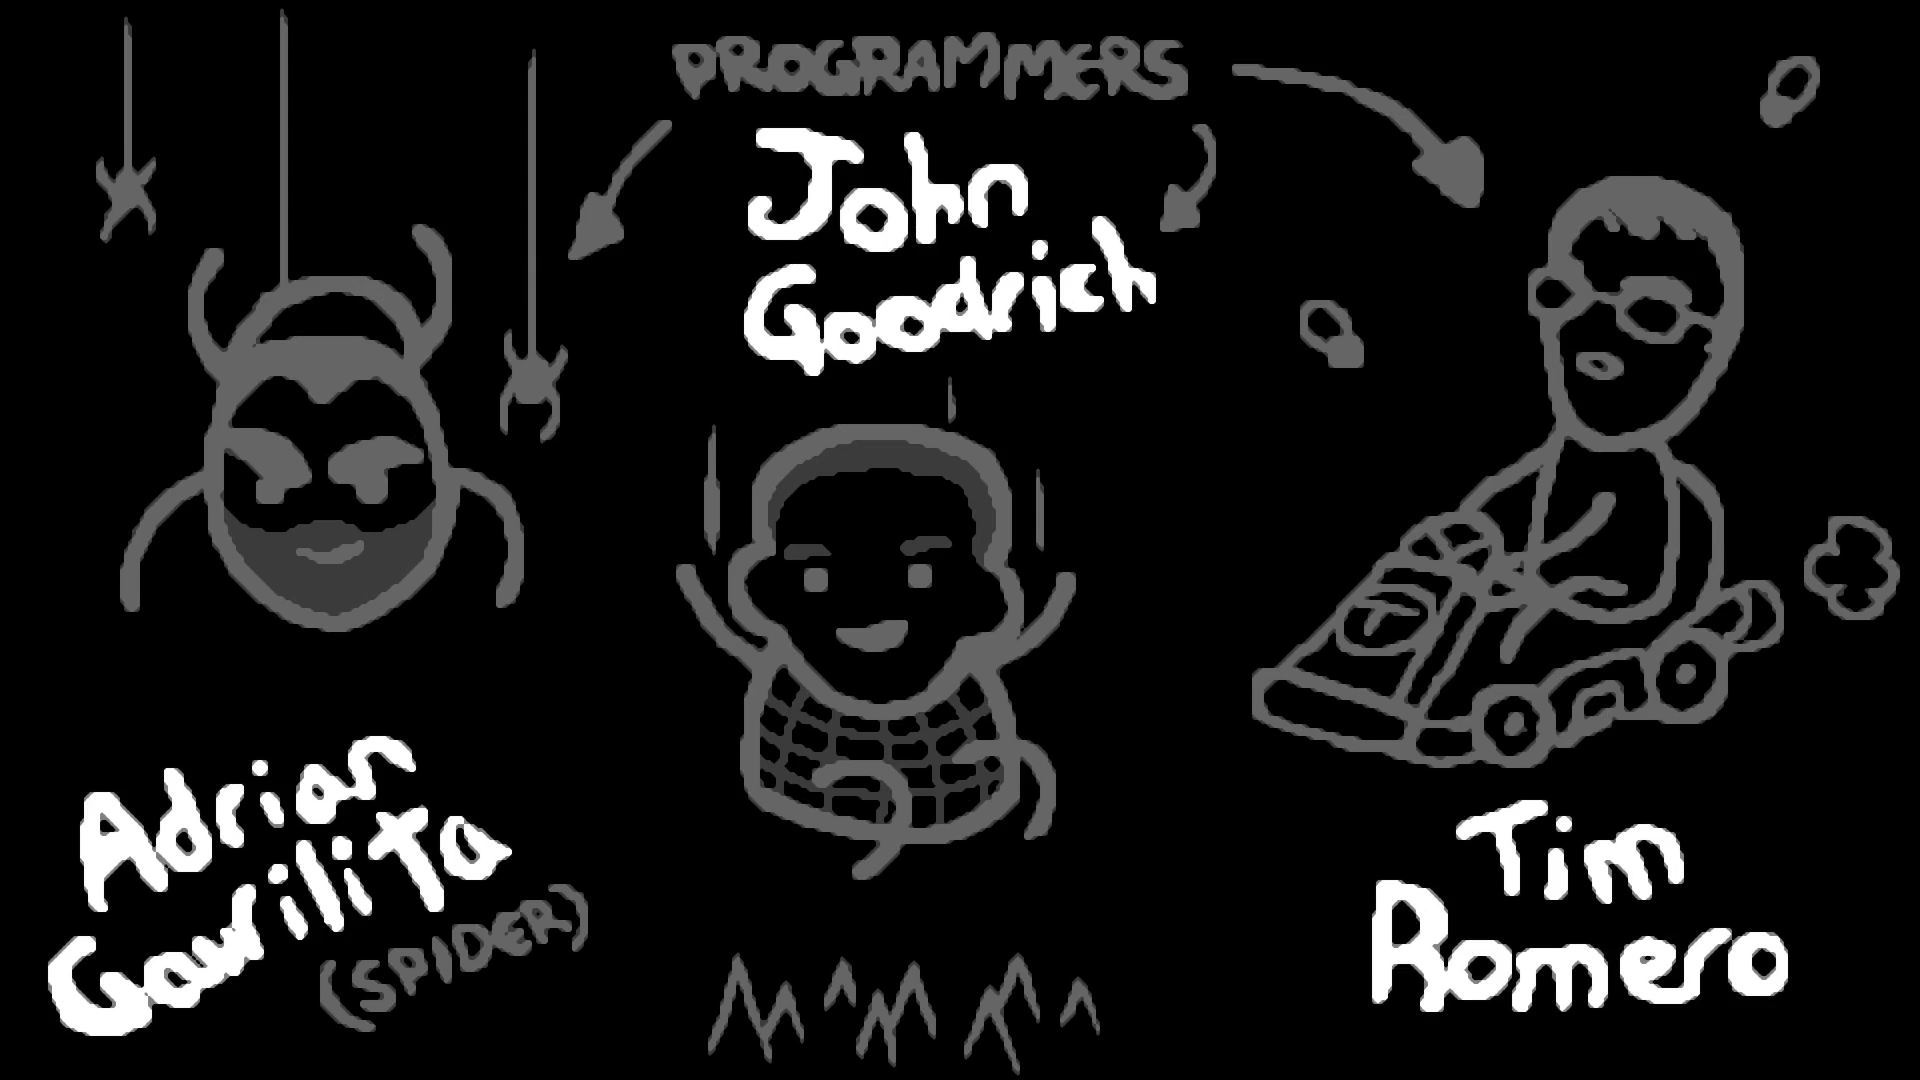 PROGRAMMERS
John
Goodrich
Adrian
Gavrilita
(SPIDER)
Tim
Romero